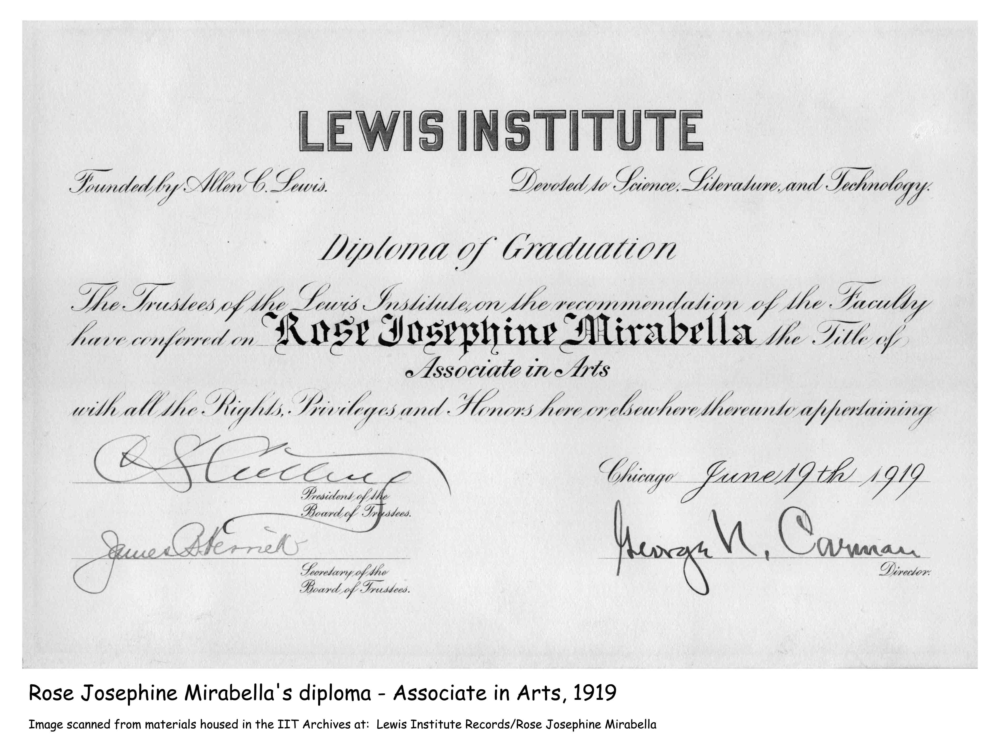 LEWIS INSTITUTE
Founded by Allen C. Lewis.
Devoted to Science, Literature, and Technology.
Diploma of Graduation
The Trustees of the Lewis Institute, on the recommendation of the Faculty
have conferred on Rose Josephine Mirabella the Title of
Associate in Arts
with all the Rights, Privileges and Honors here or elsewhere thereunto appertaining
President of the
Board of Trustees.
James
Secretary of the
Board of Trustees.
Chicago June 19th 1919
George N. Carman
Director.
Rose Josephine Mirabella's diploma - Associate in Arts, 1919
Image scanned from materials housed in the IIT Archives at: Lewis Institute Records/Rose Josephine Mirabella